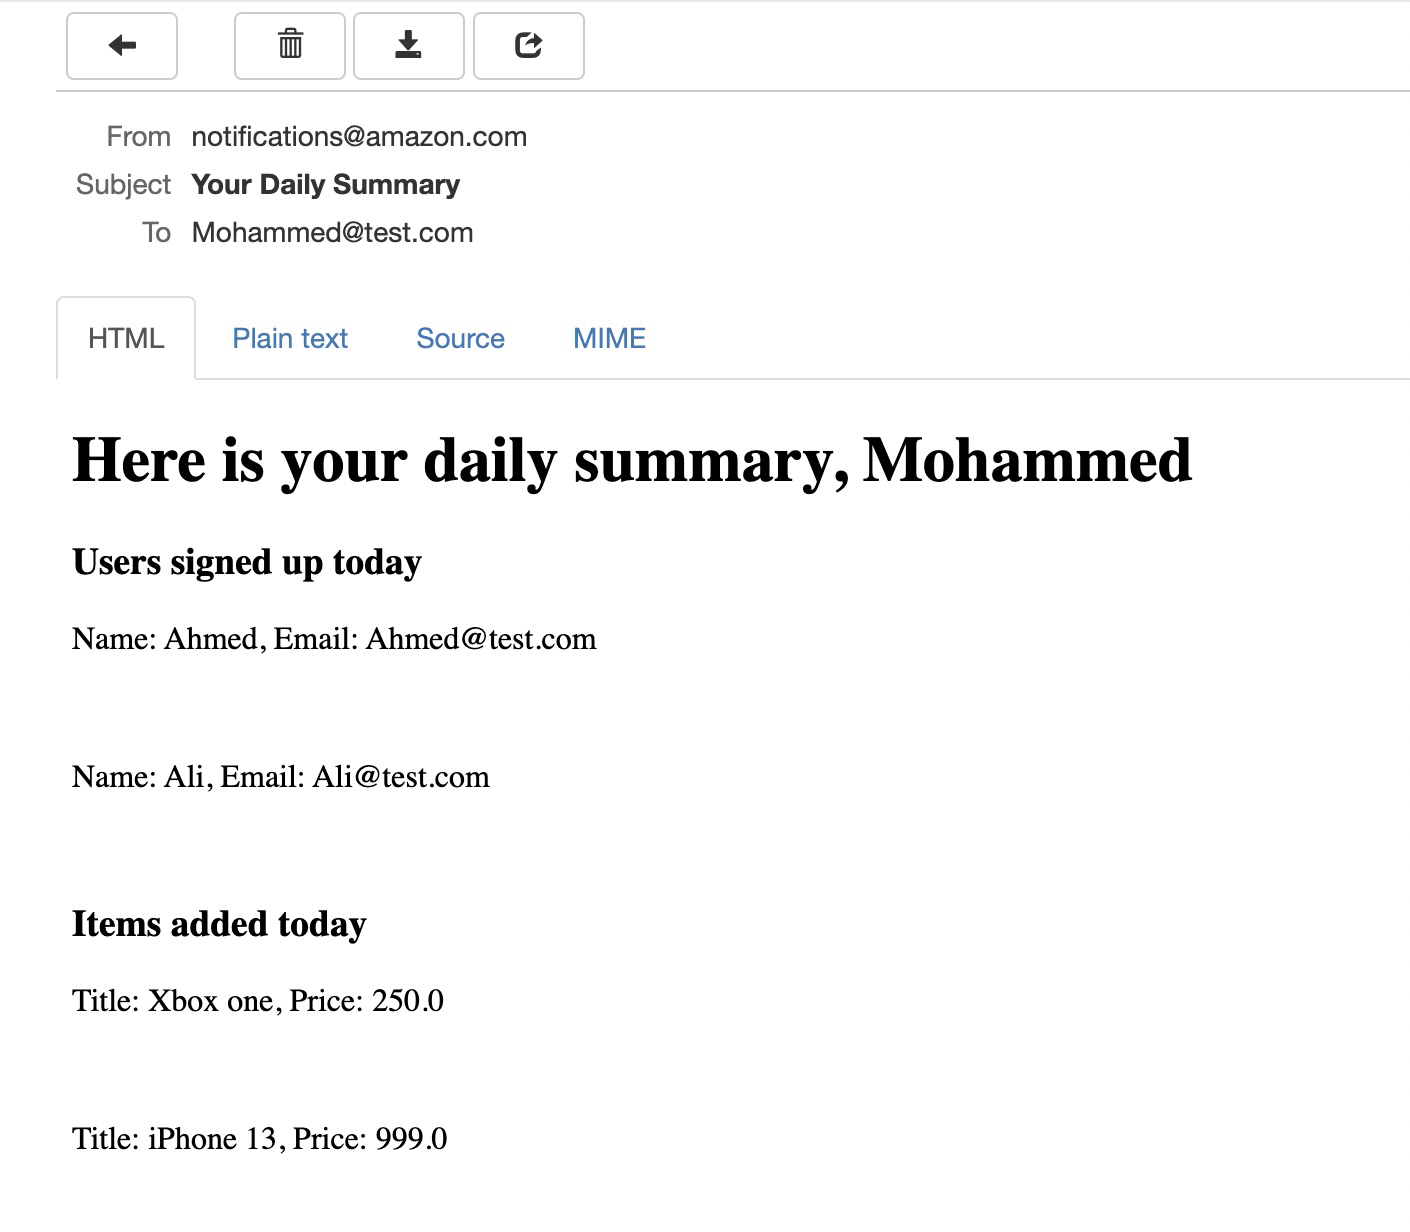 From notifications@amazon.com
Subject Your Daily Summary
To Mohammed@test.com
HTML Plain text Source MIME
Here is your daily summary, Mohammed
Users signed up today
Name: Ahmed, Email: Ahmed@test.com
Name: Ali, Email: Ali@test.com
Items added today
Title: Xbox one, Price: 250.0
Title: iPhone 13, Price: 999.0